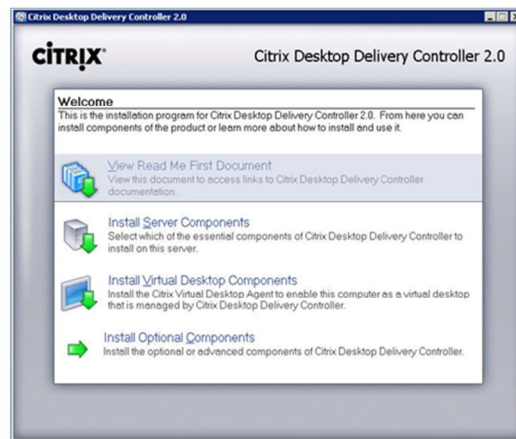 Citrix Desktop Delivery Controller 2.0
CITRIX
Citrix Desktop Delivery Controller 2.0
Welcome
This is the installation program for Citrix Desktop Delivery Controller 2.0. From here you can
install components of the product or learn more about how to install and use it.
View Read Me First Document
View this document to access links to Citrix Desktop Delivery Controller
documentation.
Install Server Components
Select which of the essential components of Citrix Desktop Delivery Controller to
install on this server.
Install Virtual Desktop Components
Install the Citrix Virtual Desktop Agent to enable this computer as a virtual desktop
that is managed by Citrix Desktop Delivery Controller.
Install Optional Components
Install the optional or advanced components of Citrix Desktop Delivery Controller.